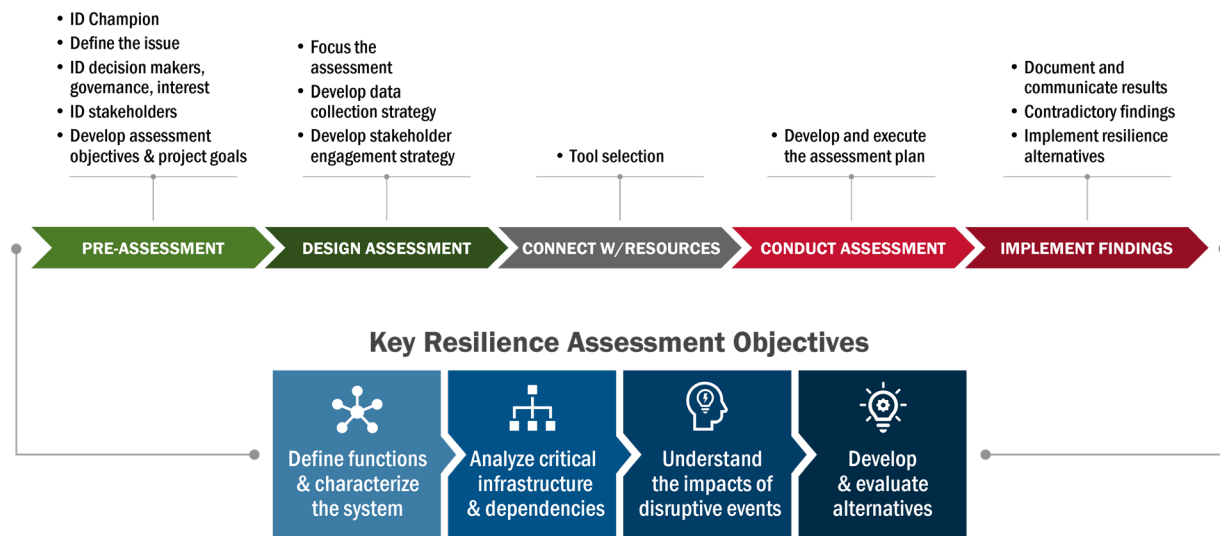 • ID Champion
• Define the issue
• ID decision makers,
governance, interest
• ID stakeholders
• Develop assessment
objectives & project goals
• Focus the
assessment
• Develop data
collection strategy
• Develop stakeholder
engagement strategy
• Tool selection
• Develop and execute
the assessment plan
• Document and
communicate results
• Contradictory findings
• Implement resilience
alternatives
PRE-ASSESSMENT
DESIGN ASSESSMENT
CONNECT W/RESOURCES
CONDUCT ASSESSMENT
IMPLEMENT FINDINGS
Key Resilience Assessment Objectives
Define functions
& characterize
the system
Analyze critical
infrastructure
& dependencies
Understand
the impacts of
disruptive events
Develop
& evaluate
alternatives